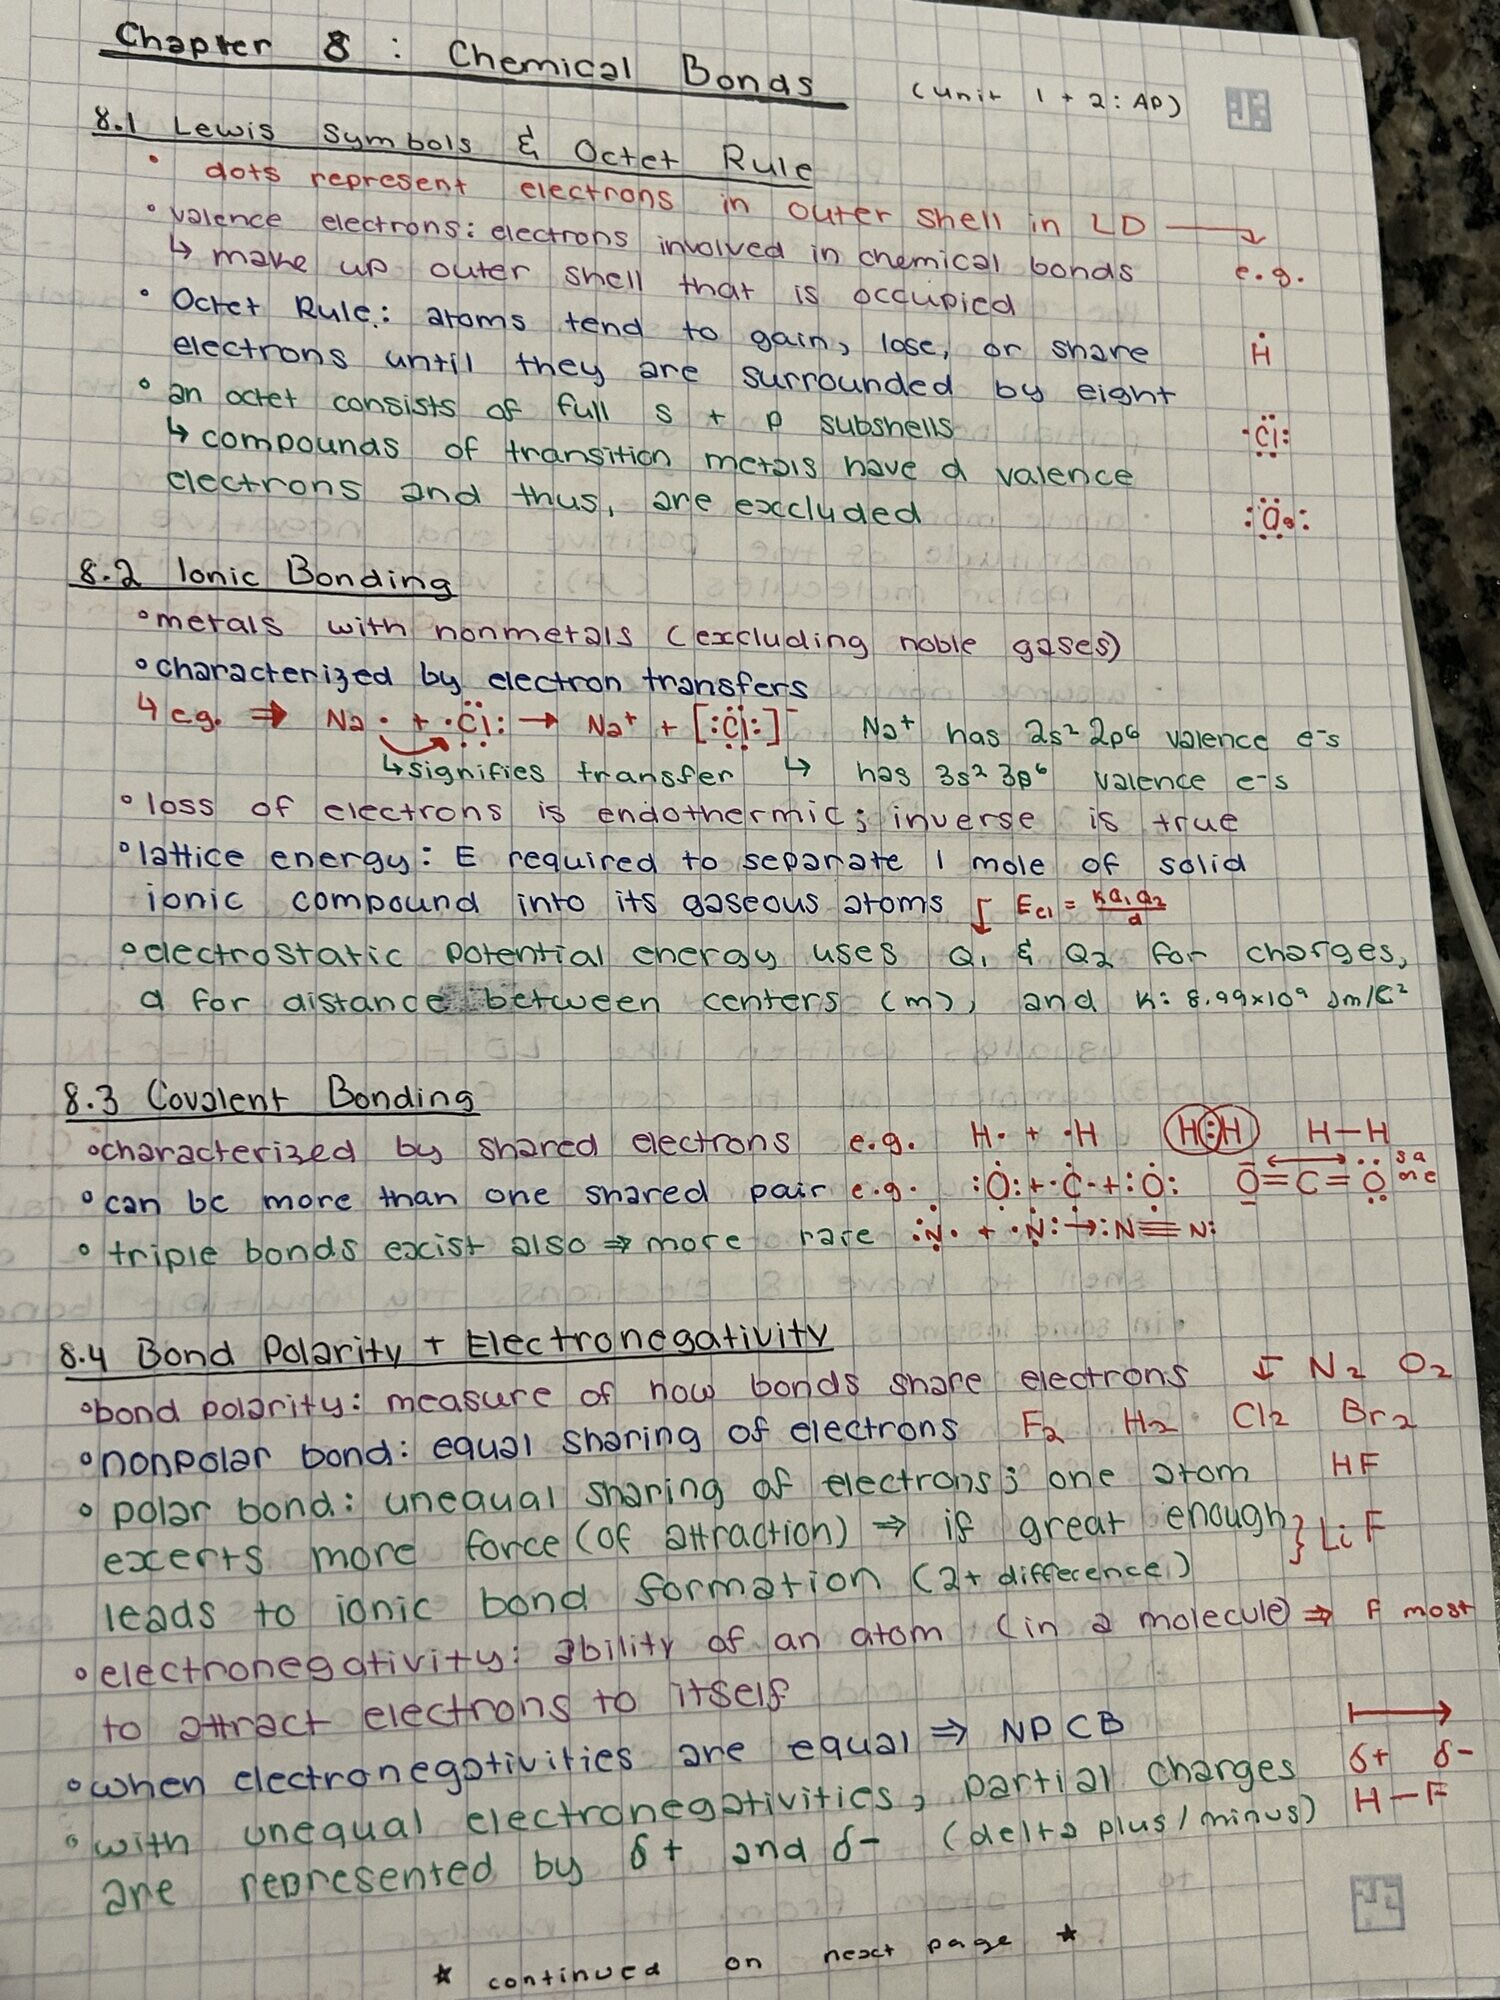 Chapter 8 : Chemical Bonds (unit 1 + 2 : AP)
8.1 Lewis Symbols & Octet Rule
• dots represent electrons in outer shell in LD → e.g.
• valence electrons: electrons involved in chemical bonds
↳ make up outer shell that is occupied
• Octet Rule: atoms tend to gain, lose, or share
electrons until they are surrounded by eight
H
• an octet consists of full s + p subshells
Cl
↳ compounds of transition metals have d valence
electrons and thus, are excluded
O
8.2 Ionic Bonding
• metals with nonmetals (excluding noble gases)
• characterized by electron transfers
↳ e.g. ⇒ Na• + •Cl: → Na⁺ + [:Cl:]⁻ Na⁺ has 2s² 2p⁶ valence e⁻s
↳ signifies transfer ↳ has 3s² 3p⁶ valence e⁻s
• loss of electrons is endothermic; inverse is true
• lattice energy: E required to separate 1 mole of solid
ionic compound into its gaseous atoms ↓ Eel = kQ₁Q₂/d
• electrostatic potential energy uses Q₁ & Q₂ for charges,
d for distance between centers (m), and k: 8.99×10⁹ Jm/C²
8.3 Covalent Bonding
• characterized by shared electrons e.g. H• + •H H:H H—H
• can be more than one shared pair e.g. :O: + •C• + :O: O=C=O same
• triple bonds exist also ⇒ more rare :N• + •N: → :N≡N:
8.4 Bond Polarity + Electronegativity
• bond polarity: measure of how bonds share electrons ↓ N₂ O₂
• nonpolar bond: equal sharing of electrons F₂ H₂ Cl₂ Br₂
• polar bond: unequal sharing of electrons; one atom HF
exerts more force (of attraction) ⇒ if great enough } LiF
leads to ionic bond formation (2+ difference)
• electronegativity: ability of an atom (in a molecule) ⇒ F most
to attract electrons to itself
• when electronegativities are equal ⇒ NPCB
• with unequal electronegativities, partial charges δ+ δ-
are represented by δ+ and δ- (delta plus/minus) H—F
★ continued on next page ★